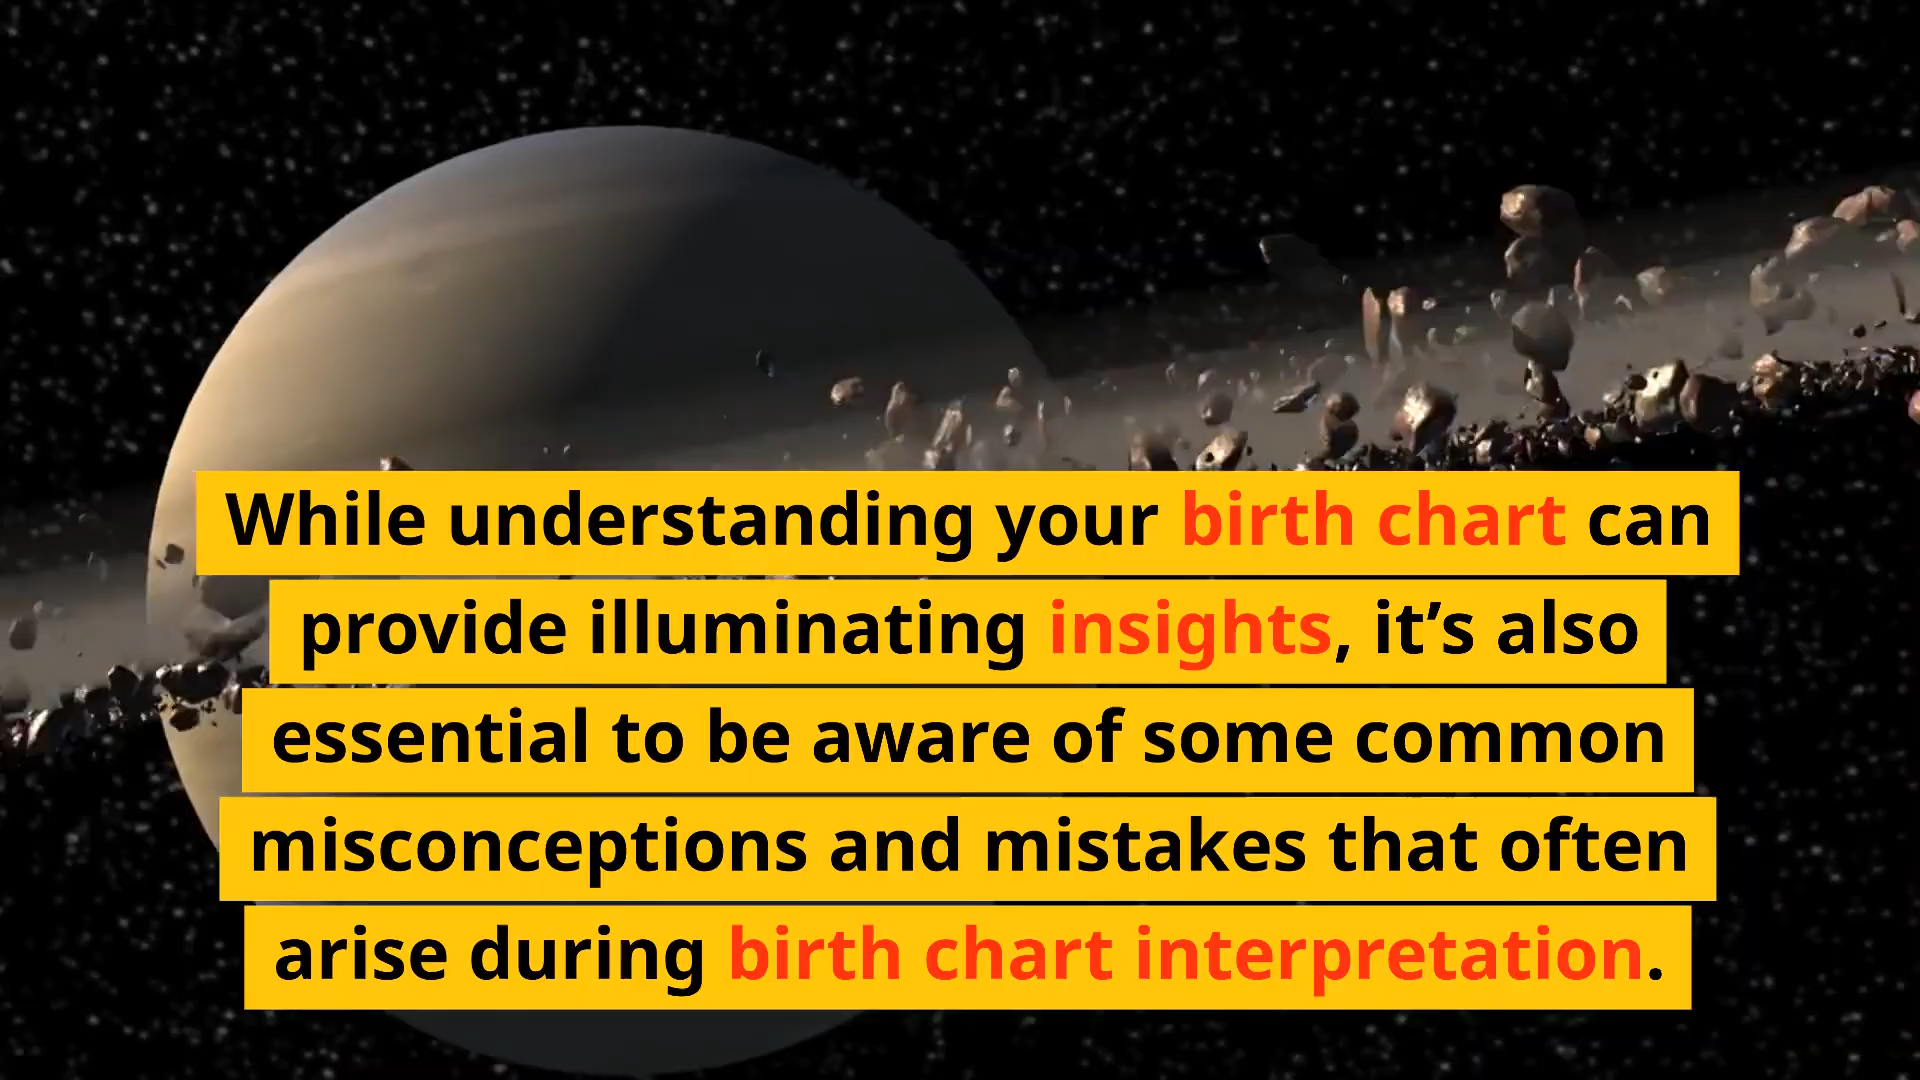 While understanding your birth chart can
provide illuminating insights, it’s also
essential to be aware of some common
misconceptions and mistakes that often
arise during birth chart interpretation.